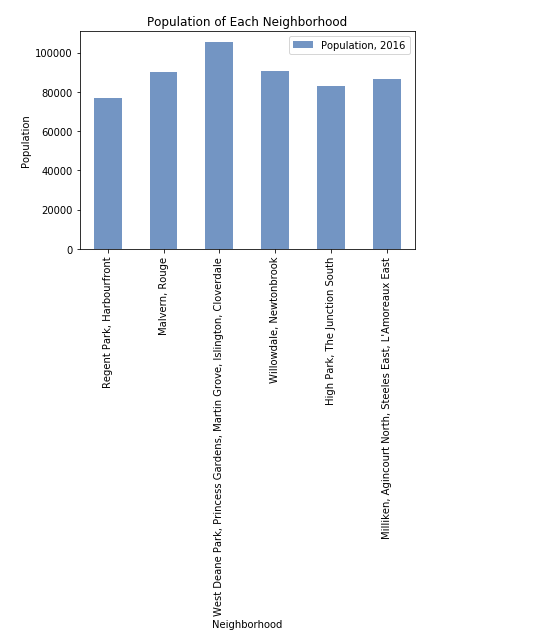 Population of Each Neighborhood
Population, 2016
Population
100000
80000
60000
40000
20000
0
Regent Park, Harbourfront
Malvern, Rouge
West Deane Park, Princess Gardens, Martin Grove, Islington, Cloverdale
Willowdale, Newtonbrook
High Park, The Junction South
Milliken, Agincourt North, Steeles East, L'Amoreaux East
Neighborhood